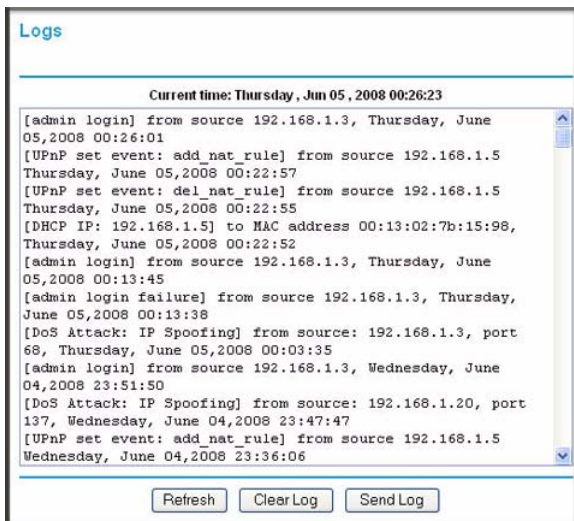 Logs
Current time: Thursday , Jun 05 , 2008 00:26:23
[admin login] from source 192.168.1.3, Thursday, June
05,2008 00:26:01
[UPnP set event: add_nat_rule] from source 192.168.1.5
Thursday, June 05,2008 00:22:57
[UPnP set event: del_nat_rule] from source 192.168.1.5
Thursday, June 05,2008 00:22:55
[DHCP IP: 192.168.1.5] to MAC address 00:13:02:7b:15:98,
Thursday, June 05,2008 00:22:52
[admin login] from source 192.168.1.3, Thursday, June
05,2008 00:13:45
[admin login failure] from source 192.168.1.3, Thursday,
June 05,2008 00:13:38
[DoS Attack: IP Spoofing] from source: 192.168.1.3, port
68, Thursday, June 05,2008 00:03:35
[admin login] from source 192.168.1.3, Wednesday, June
04,2008 23:51:50
[DoS Attack: IP Spoofing] from source: 192.168.1.20, port
137, Wednesday, June 04,2008 23:47:47
[UPnP set event: add_nat_rule] from source 192.168.1.5
Wednesday, June 04,2008 23:36:06
Refresh Clear Log Send Log